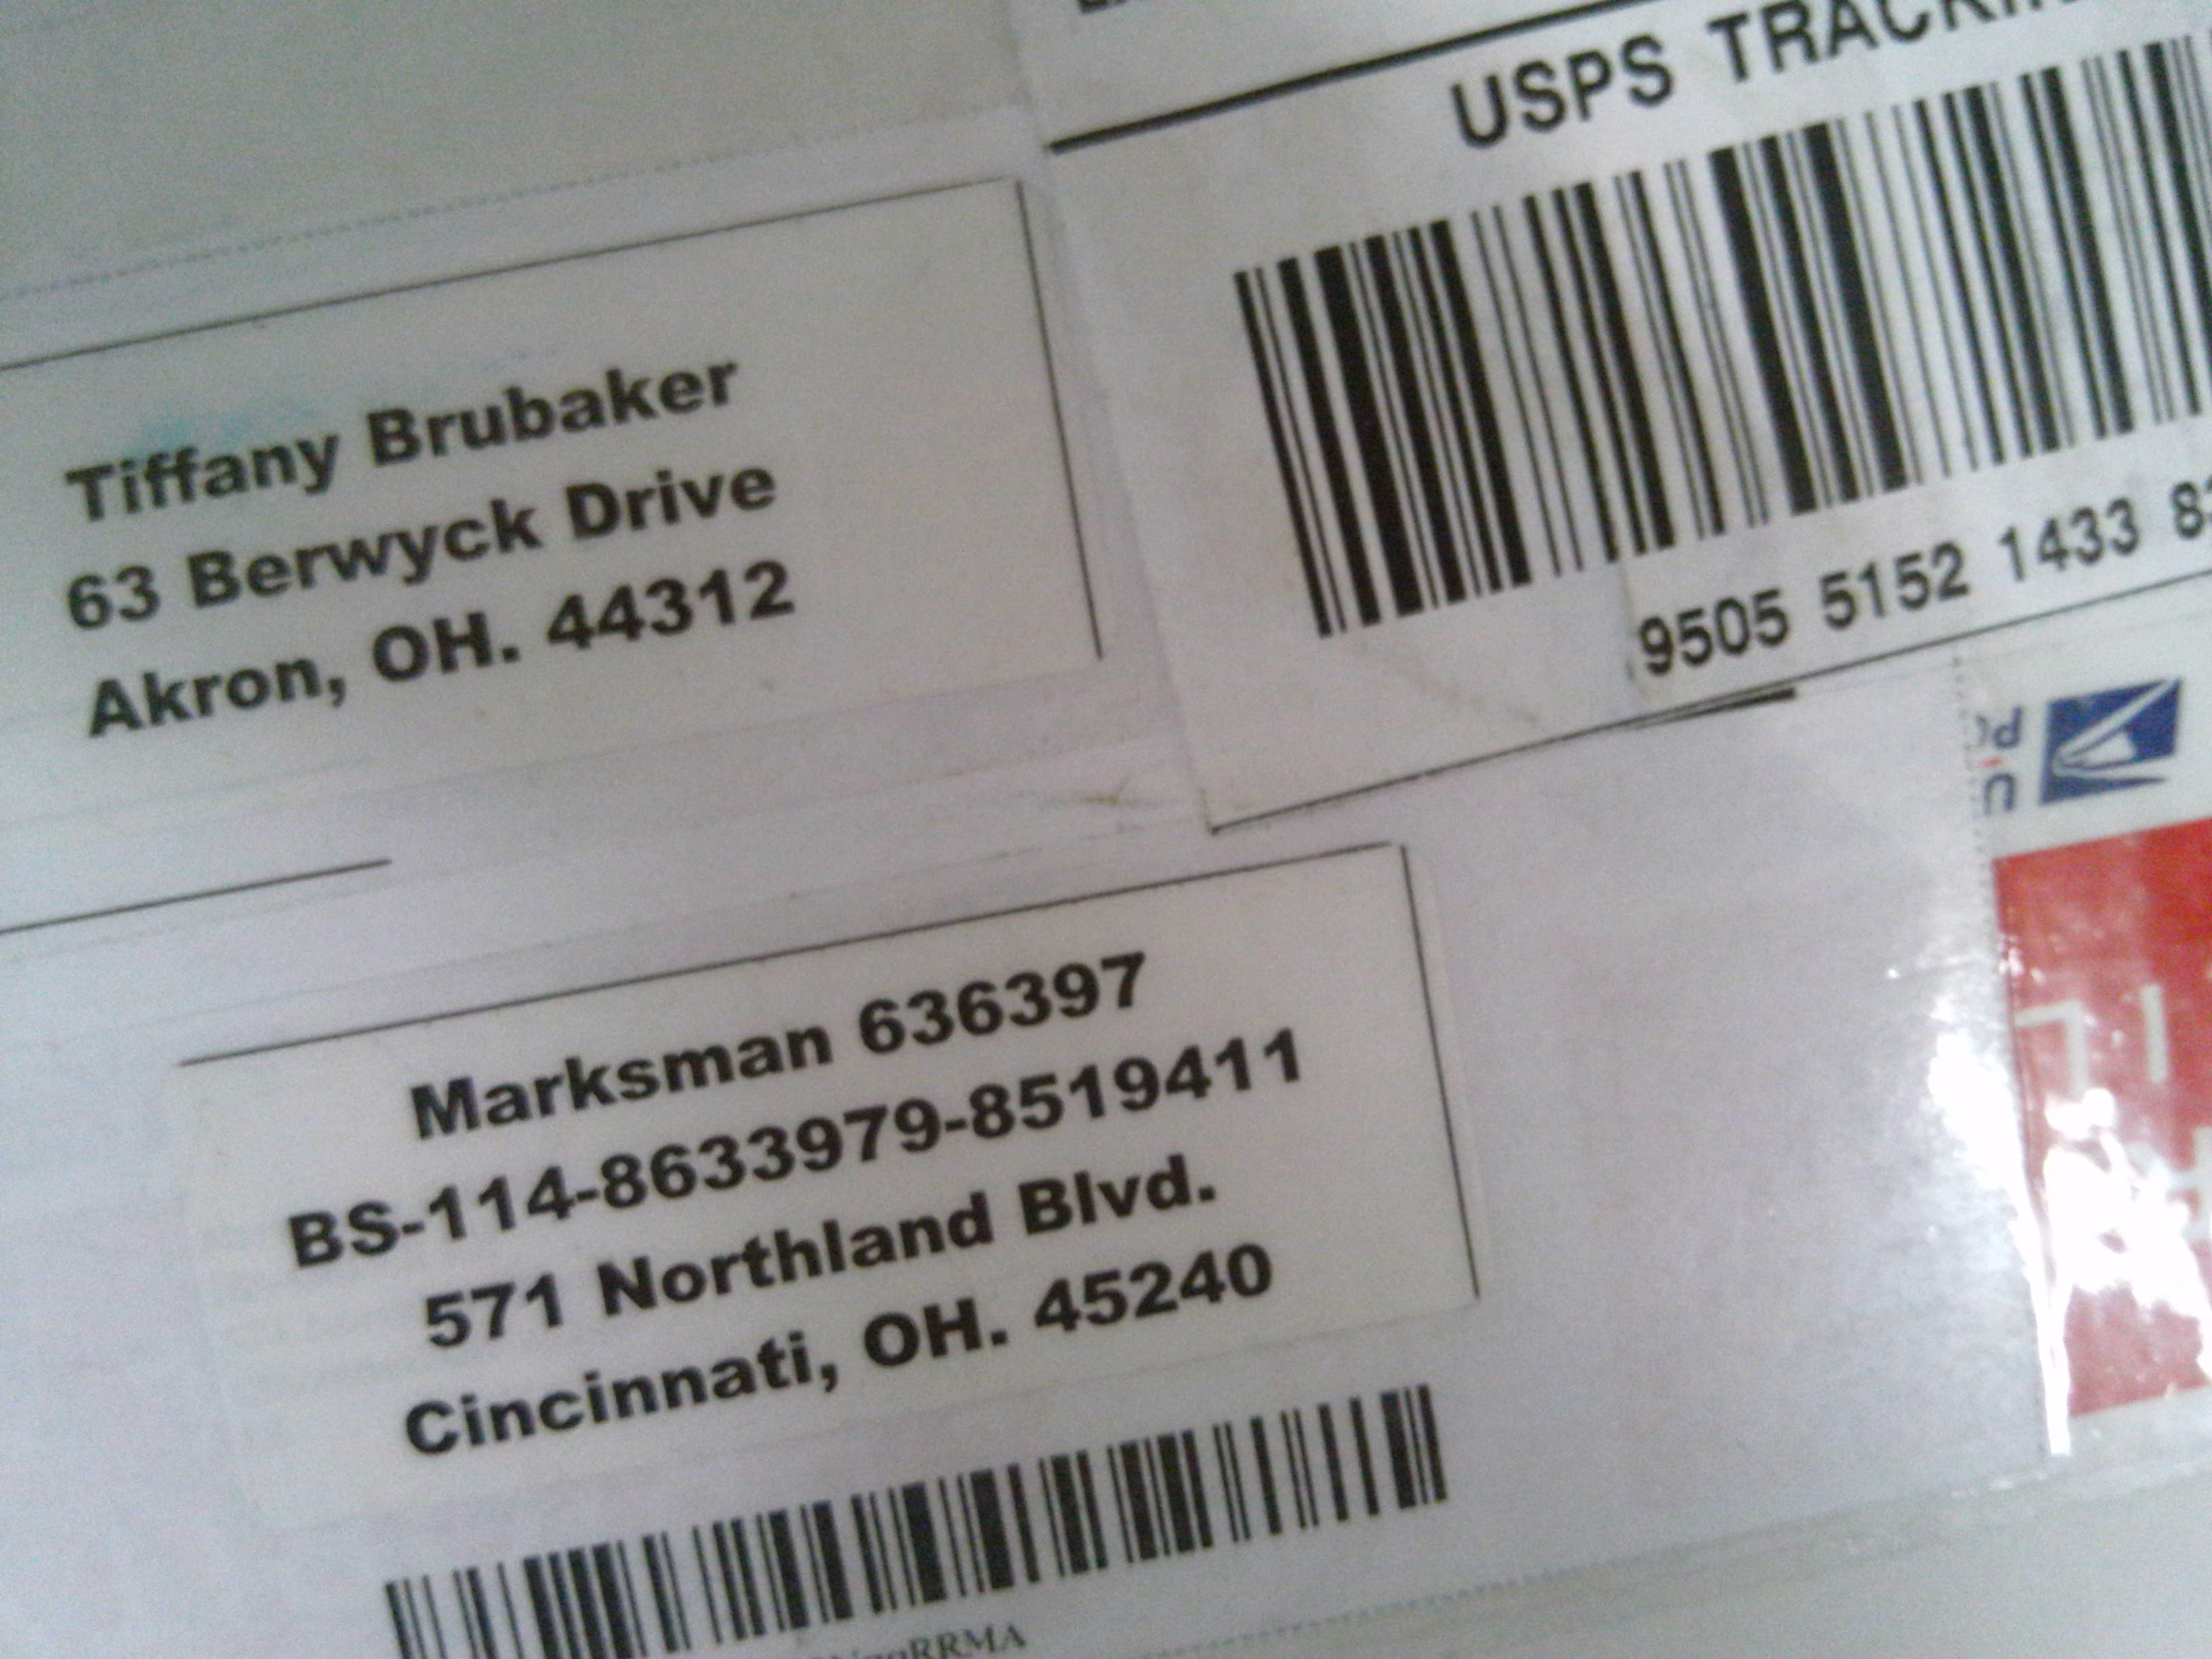 USPS
Tiffany Brubaker
63 Berwyck Drive
Akron, OH. 44312
9505 5152 1433
Marksman 636397
BS-114-8633979-8519411
571 Northland Blvd.
Cincinnati, OH. 45240